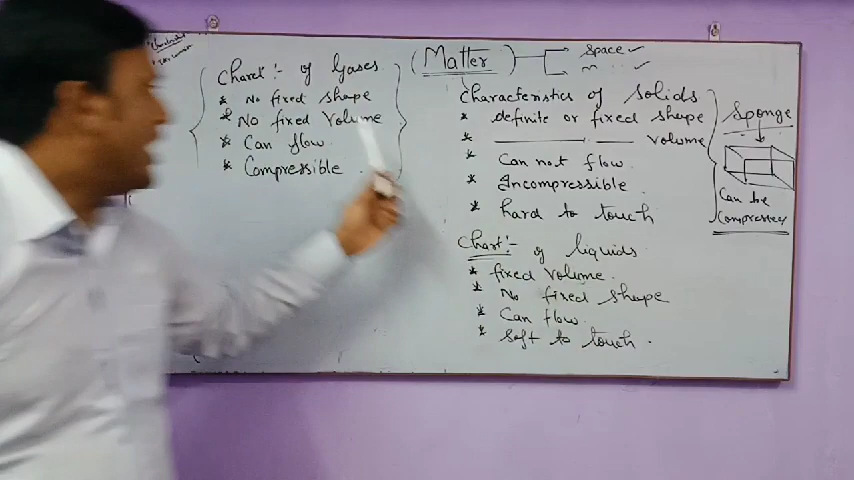 Charct :- of Gases
* No fixed shape
* No fixed Volume
* Can flow
* Compressible .
(Matter)
Space ✓
Characteristics of Solids
* definite or fixed shape
* ———————— Volume
* Can not flow
* Incompressible
* hard to touch
Chart :- of liquids
* fixed Volume.
* No fixed shape
* Can flow
* Soft to touch .
Sponge
Can be
Compressed